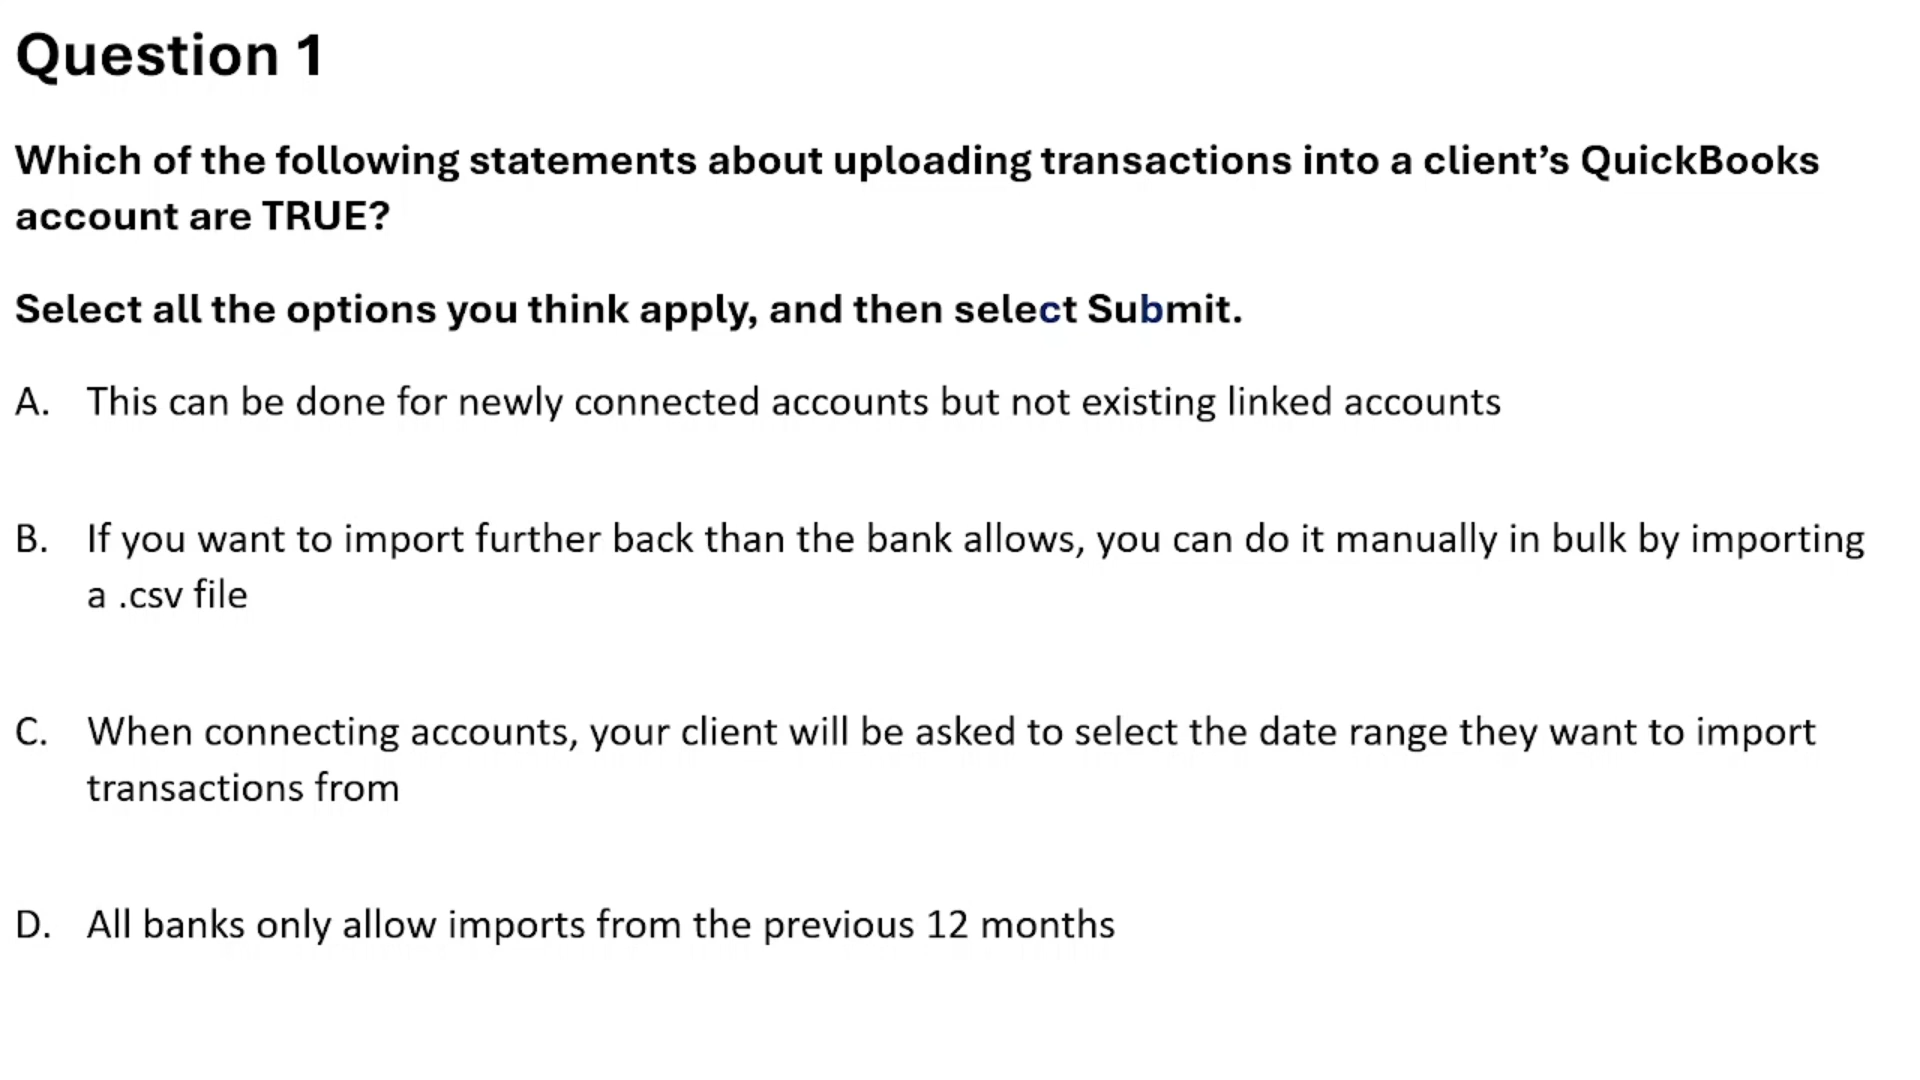 Question 1
Which of the following statements about uploading transactions into a client’s QuickBooks
account are TRUE?
Select all the options you think apply, and then select Submit.
A. This can be done for newly connected accounts but not existing linked accounts
B. If you want to import further back than the bank allows, you can do it manually in bulk by importing
a .csv file
C. When connecting accounts, your client will be asked to select the date range they want to import
transactions from
D. All banks only allow imports from the previous 12 months